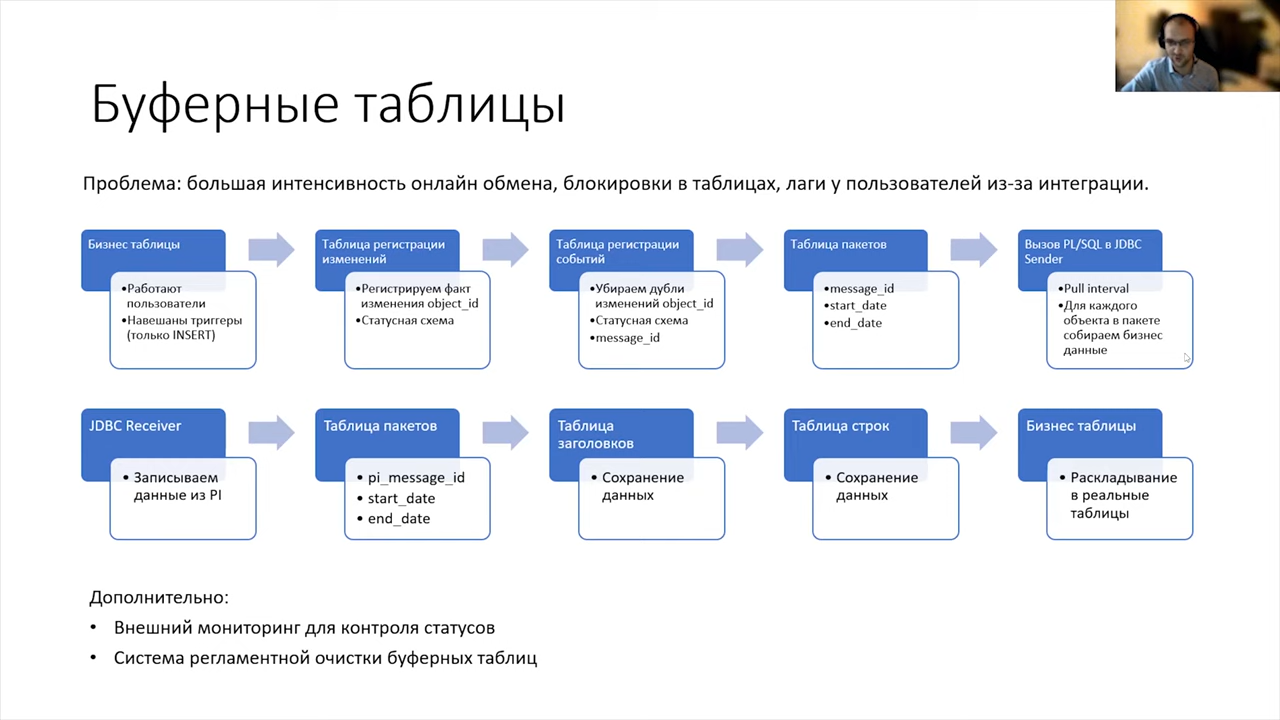 Буферные таблицы
Проблема: большая интенсивность онлайн обмена, блокировки в таблицах, лаги у пользователей из-за интеграции.
Бизнес таблицы
•Работают
пользователи
•Навешаны триггеры
(только INSERT)
Таблица регистрации
изменений
•Регистрируем факт
изменения object_id
•Статусная схема
Таблица регистрации
событий
•Убираем дубли
изменений object_id
•Статусная схема
•message_id
Таблица пакетов
•message_id
•start_date
•end_date
Вызов PL/SQL в JDBC
Sender
•Pull interval
•Для каждого
объекта в пакете
собираем бизнес
данные
JDBC Receiver
• Записываем
данные из PI
Таблица пакетов
• pi_message_id
• start_date
• end_date
Таблица
заголовков
• Сохранение
данных
Таблица строк
• Сохранение
данных
Бизнес таблицы
• Раскладывание
в реальные
таблицы
Дополнительно:
• Внешний мониторинг для контроля статусов
• Система регламентной очистки буферных таблиц